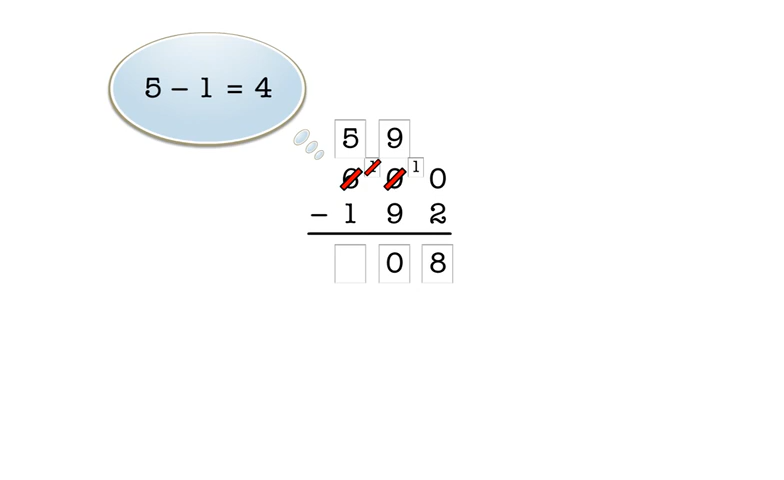 5 – 1 = 4
5 9
6 1 0 1 0
– 1 9 2
0 8